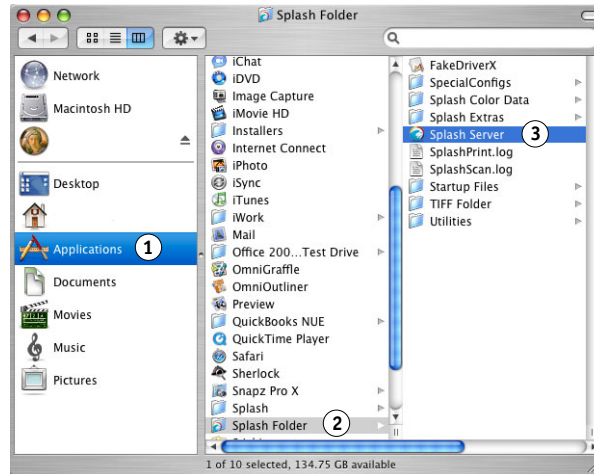 Splash Folder
Network
Macintosh HD
Desktop
Applications
1
Documents
Movies
Music
Pictures
iChat
iDVD
Image Capture
iMovie HD
Installers
Internet Connect
iPhoto
iSync
iTunes
iWork
Mail
Office 200...Test Drive
OmniGraffle
OmniOutliner
Preview
QuickBooks NUE
QuickTime Player
Safari
Sherlock
Snapz Pro X
Splash
Splash Folder
2
FakeDriverX
SpecialConfigs
Splash Color Data
Splash Extras
Splash Server
3
SplashPrint.log
SplashScan.log
Startup Files
TIFF Folder
Utilities
1 of 10 selected, 134.75 GB available